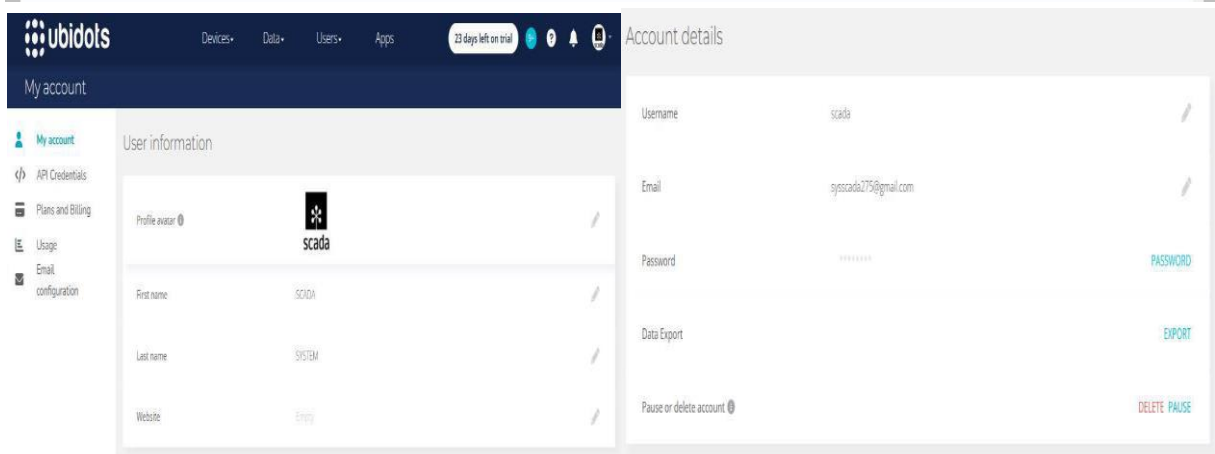 ubidots
Devices Data Users Apps 23 days left on trial
My account
My account
API Credentials
Plans and Billing
Usage
Email
configuration
User information
Profile avatar
scada
First name SCADA
Last name SYSTEM
Website Empty
Account details
Username scada
Email sysscada275@gmail.com
Password ********
PASSWORD
Data Export EXPORT
Pause or delete account DELETE PAUSE